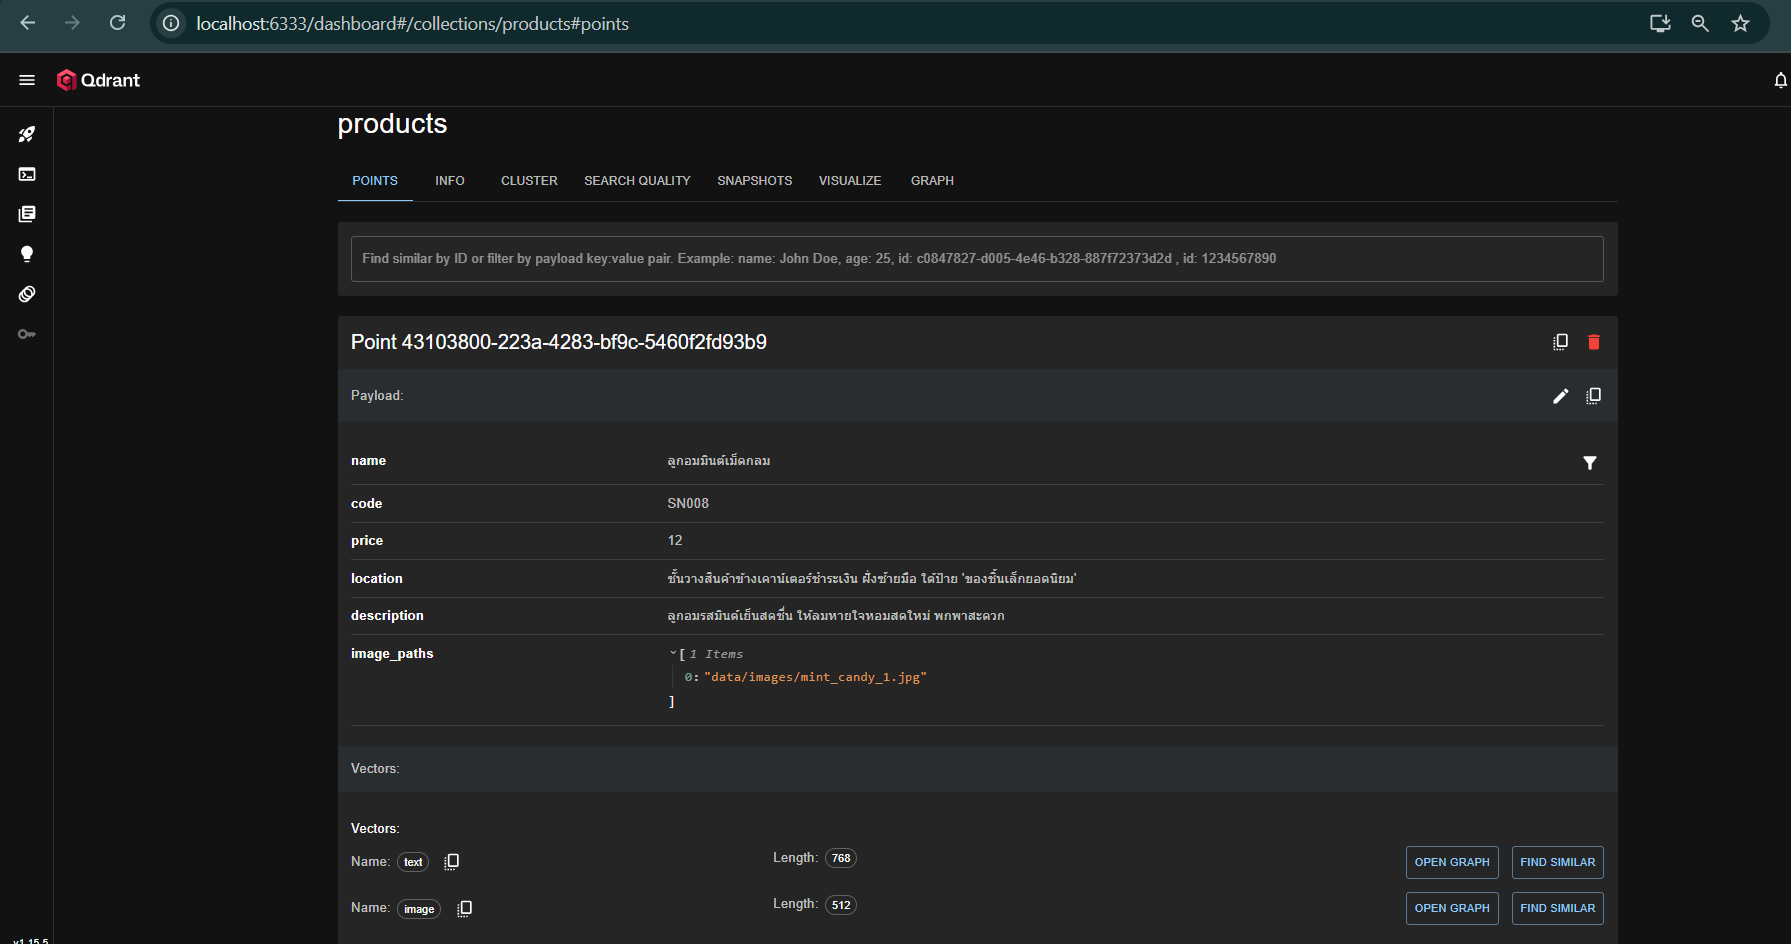 localhost:6333/dashboard#/collections/products#points
Qdrant
products
POINTS INFO CLUSTER SEARCH QUALITY SNAPSHOTS VISUALIZE GRAPH
Find similar by ID or filter by payload key:value pair. Example: name: John Doe, age: 25, id: c0847827-d005-4e46-b328-887f72373d2d , id: 1234567890
Point 43103800-223a-4283-bf9c-5460f2fd93b9
Payload:
name ลูกอมมินต์เม็ดกลม
code SN008
price 12
location ชั้นวางสินค้าข้างเคาน์เตอร์ชำระเงิน ฝั่งซ้ายมือ ใต้ป้าย 'ของชิ้นเล็กยอดนิยม'
description ลูกอมรสมินต์เย็นสดชื่น ให้ลมหายใจหอมสดใหม่ พกพาสะดวก
image_paths [ 1 Items
0: "data/images/mint_candy_1.jpg"
]
Vectors:
Vectors:
Name: text Length: 768 OPEN GRAPH FIND SIMILAR
Name: image Length: 512 OPEN GRAPH FIND SIMILAR
v1.15.5